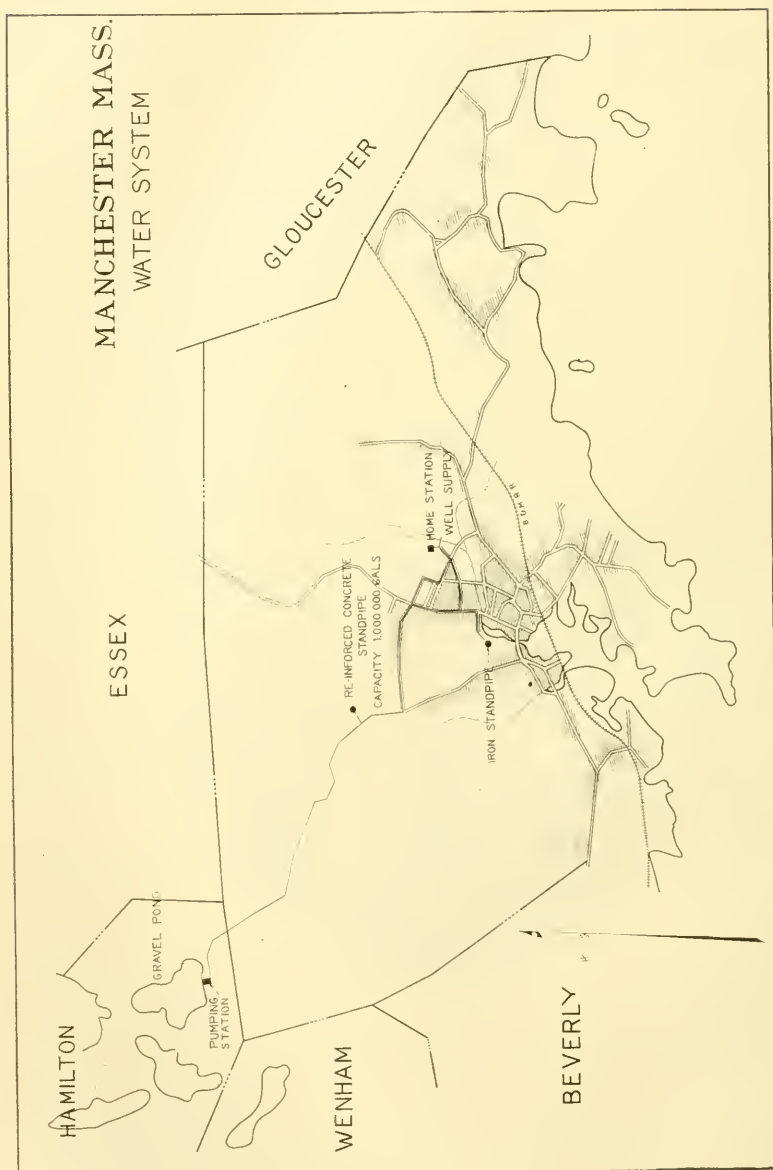 MANCHESTER MASS.
WATER SYSTEM
HAMILTON
ESSEX
GLOUCESTER
GRAVEL POND
PUMPING
STATION
RE-INFORCED CONCRETE
STANDPIPE
CAPACITY 1,000 000 GALS
HOME STATION
WELL SUPPLY
IRON STANDPIPE
B U M R R
WENHAM
BEVERLY